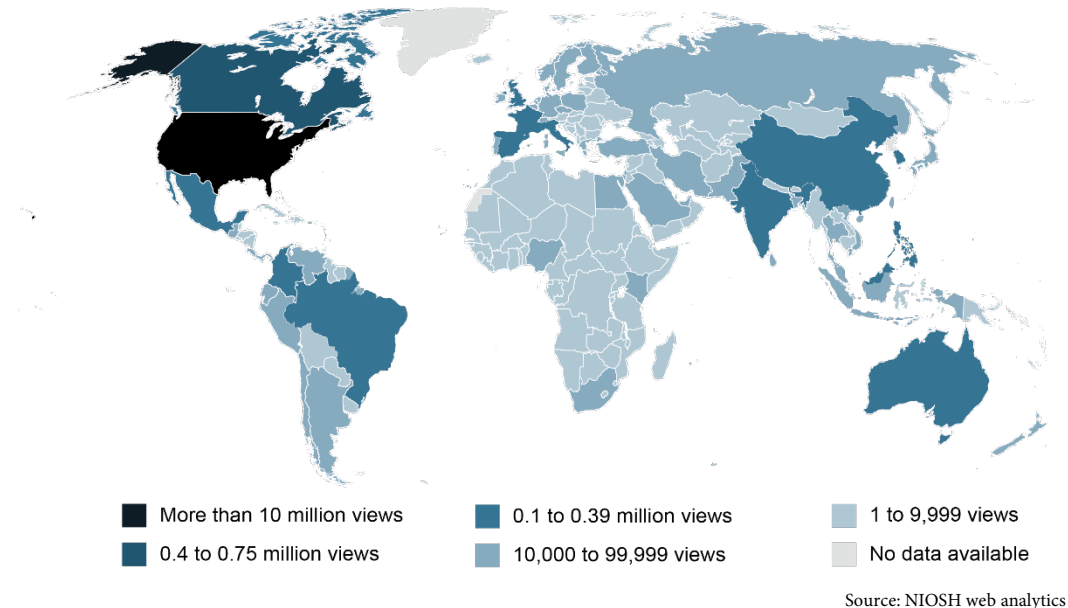 More than 10 million views
0.4 to 0.75 million views
0.1 to 0.39 million views
10,000 to 99,999 views
1 to 9,999 views
No data available
Source: NIOSH web analytics